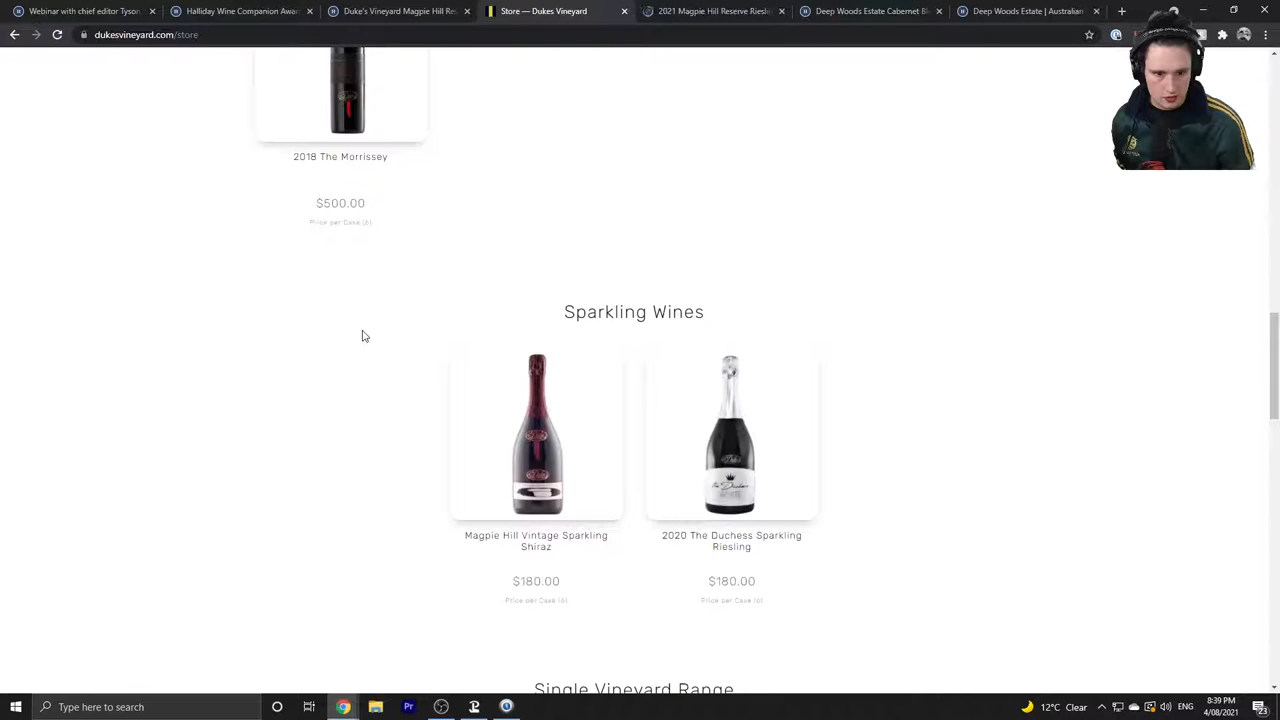 Webinar with chief editor Tyson
Halliday Wine Companion Awar
Duke's Vineyard Magpie Hill Re
Store — Dukes Vineyard
2021 Magpie Hill Reserve Riesli
Deep Woods Estate Cabernet Bl
Deep Woods Estate | Australian
dukesvineyard.com/store
2018 The Morrissey
$500.00
Price per Case (6)
Sparkling Wines
Magpie Hill Vintage Sparkling
Shiraz
2020 The Duchess Sparkling
Riesling
$180.00
$180.00
Price per Case (6)
Price per Case (6)
Single Vineyard Range
Type here to search
12°C Clear
ENG
8:39 PM
4/08/2021
23